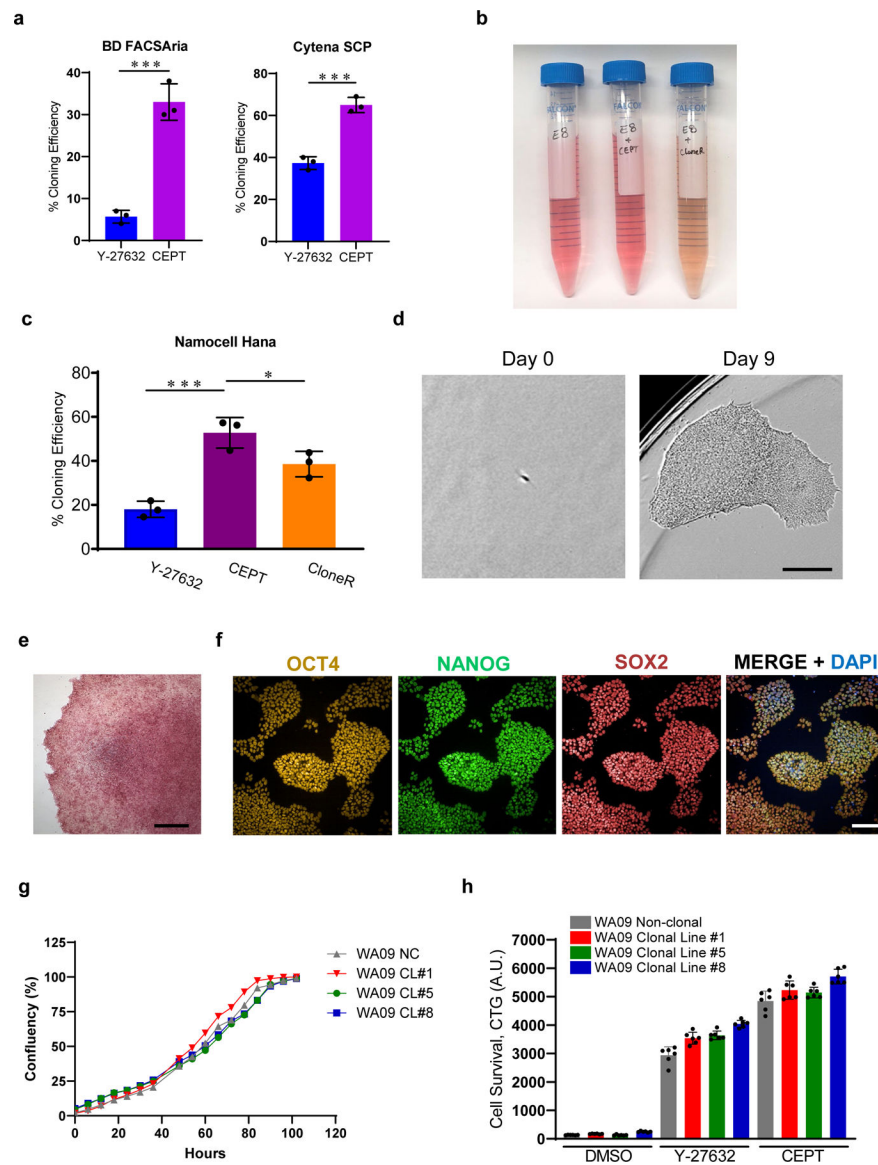 a
BD FACSAria
% Cloning Efficiency
40
30
20
10
0
Y-27632 CEPT
***
Cytena SCP
% Cloning Efficiency
80
60
40
20
0
Y-27632 CEPT
***
b
FALCON
E8
FALCON
E8
+
CEPT
FALCON
E8
+
CloneR
c
Namocell Hana
% Cloning Efficiency
80
60
40
20
0
*** *
Y-27632 CEPT CloneR
d
Day 0 Day 9
e
f
OCT4 NANOG SOX2 MERGE + DAPI
g
Confluency (%)
125
100
75
50
25
0
0 20 40 60 80 100 120
Hours
WA09 NC
WA09 CL#1
WA09 CL#5
WA09 CL#8
h
WA09 Non-clonal
WA09 Clonal Line #1
WA09 Clonal Line #5
WA09 Clonal Line #8
Cell Survival, CTG (A.U.)
7000
6000
5000
4000
3000
2000
1000
0
DMSO Y-27632 CEPT